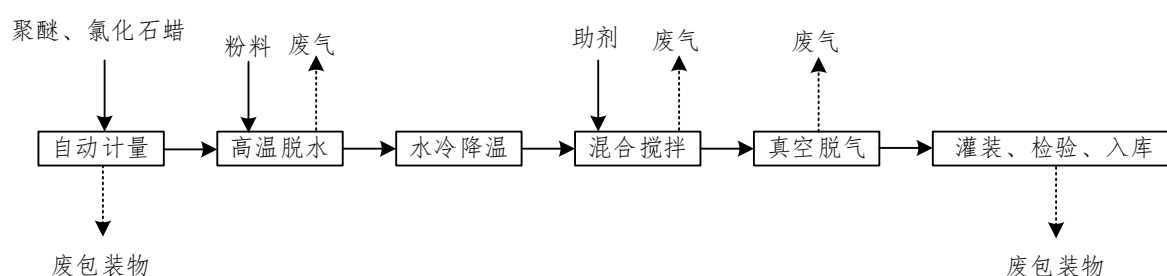 聚醚、氯化石蜡
粉料
废气
助剂
废气
废气
自动计量
高温脱水
水冷降温
混合搅拌
真空脱气
灌装、检验、入库
废包装物
废包装物